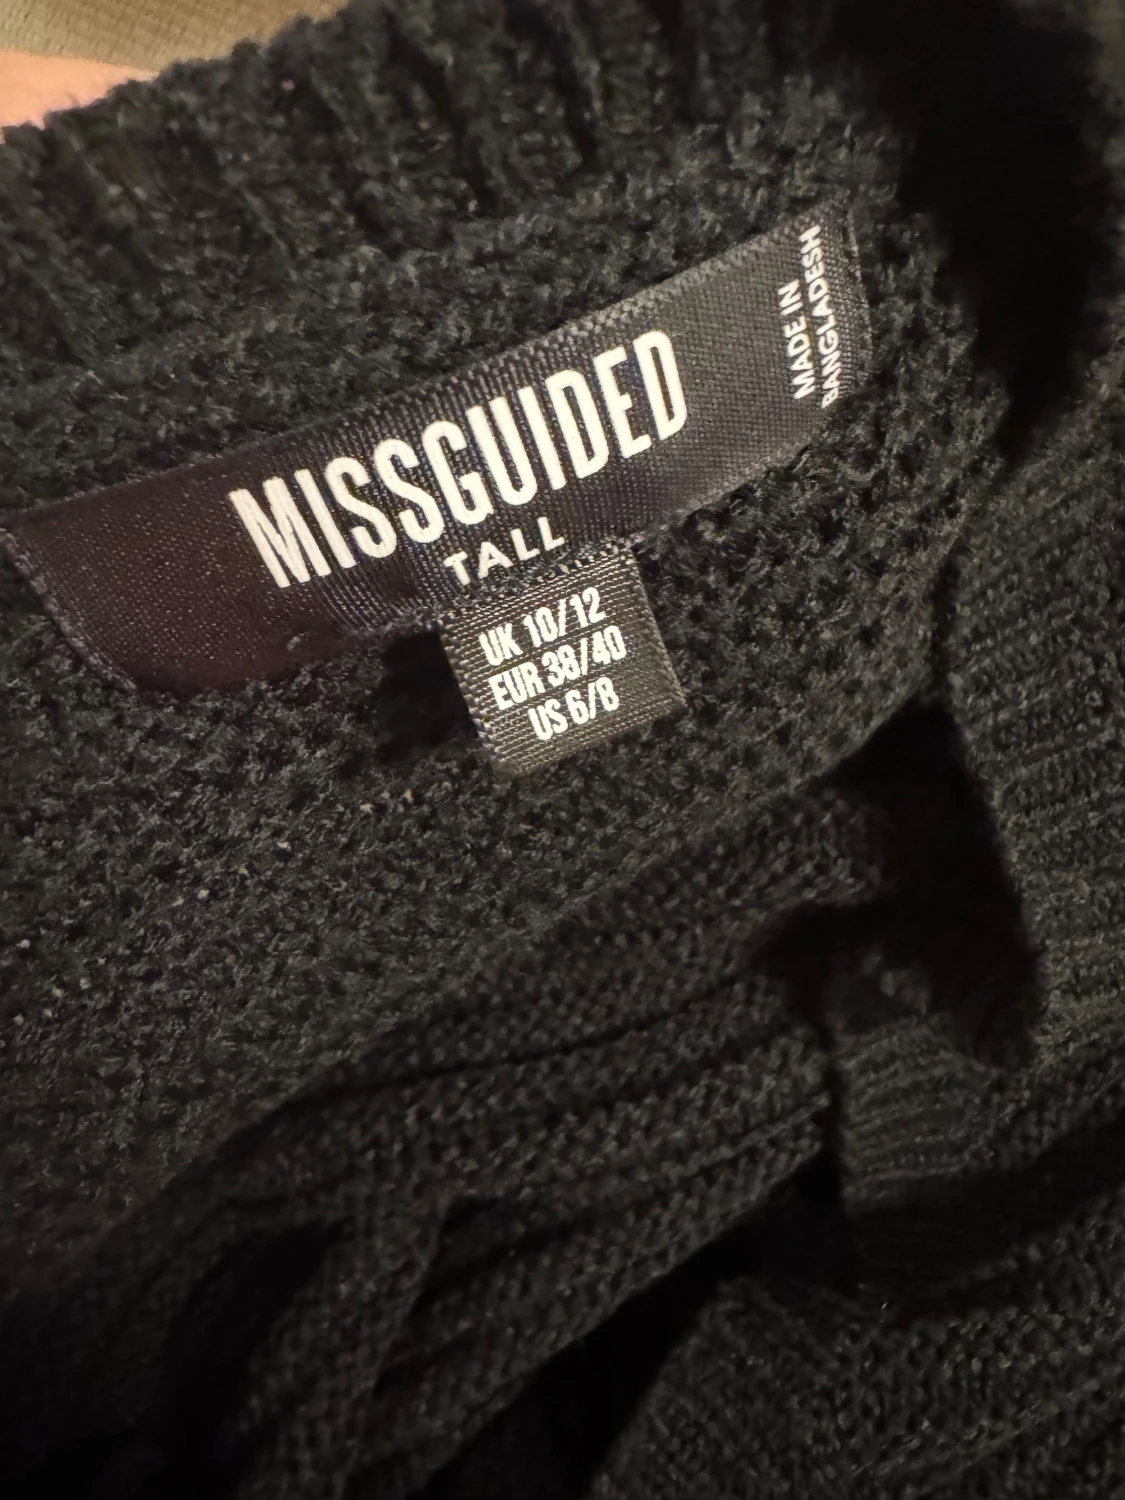 MISSGUIDED
TALL
MADE IN
BANGLADESH
UK 10/12
EUR 38/40
US 6/8